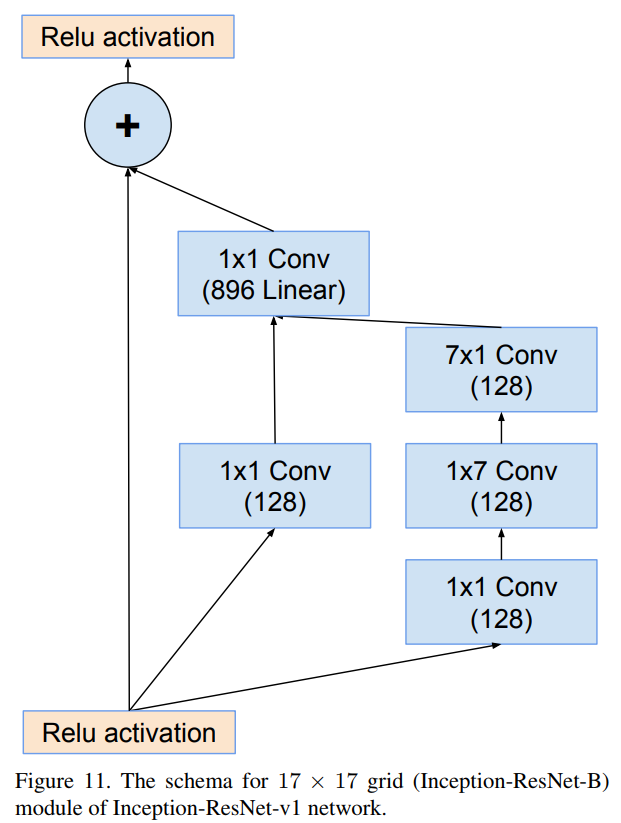 Relu activation
+
1x1 Conv
(896 Linear)
7x1 Conv
(128)
1x1 Conv
(128)
1x7 Conv
(128)
1x1 Conv
(128)
Relu activation
Figure 11. The schema for 17 × 17 grid (Inception-ResNet-B)
module of Inception-ResNet-v1 network.